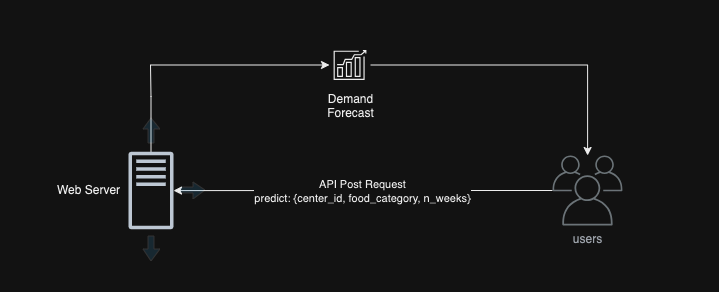 Demand
Forecast
Web Server
API Post Request
predict: {center_id, food_category, n_weeks}
users